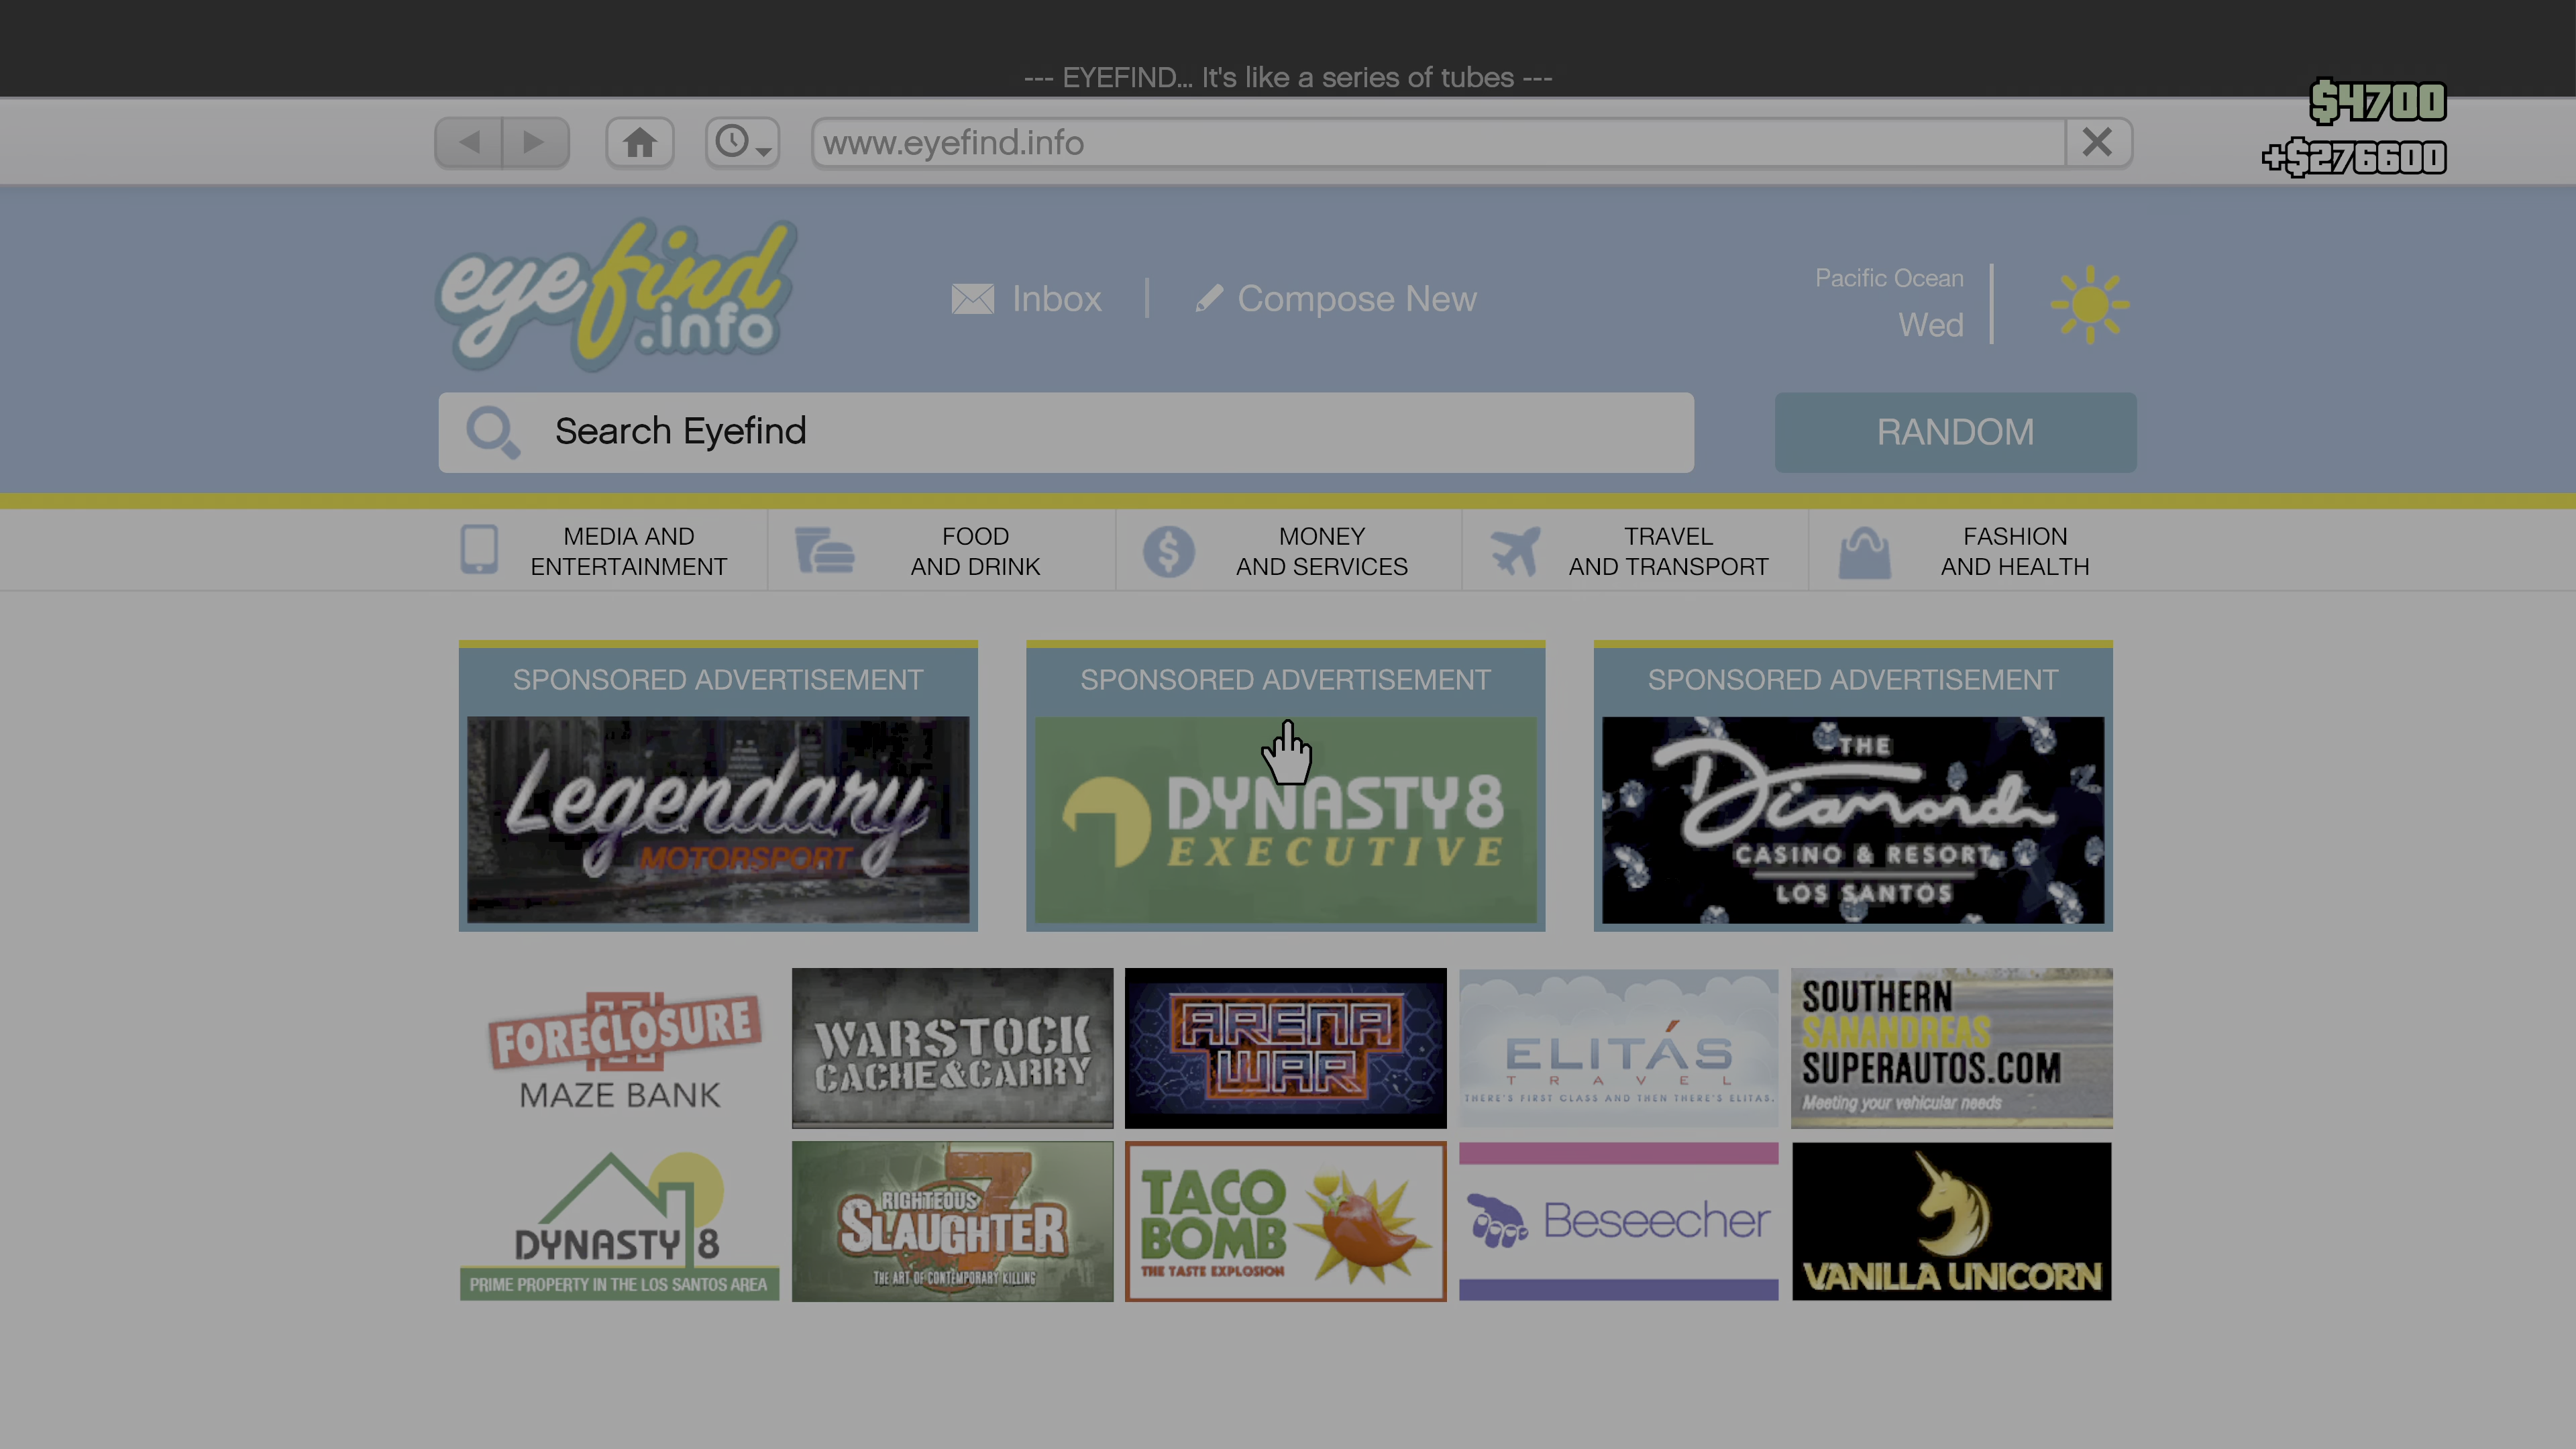 --- EYEFIND... It's like a series of tubes ---
$4700
www.eyefind.info
+$276600
eyefind
.info
Inbox
Compose New
Pacific Ocean
Wed
Search Eyefind
RANDOM
MEDIA AND
ENTERTAINMENT
FOOD
AND DRINK
MONEY
AND SERVICES
TRAVEL
AND TRANSPORT
FASHION
AND HEALTH
SPONSORED ADVERTISEMENT
Legendary
MOTORSPORT
SPONSORED ADVERTISEMENT
DYNASTY 8
EXECUTIVE
SPONSORED ADVERTISEMENT
THE
Diamond
CASINO & RESORT
LOS SANTOS
FORECLOSURE
MAZE BANK
WARSTOCK
CACHE&CARRY
ARENA
WAR
ELITÁS
TRAVEL
THERE'S FIRST CLASS AND THEN THERE'S ELITAS.
SOUTHERN
SANANDREAS
SUPERAUTOS.COM
Meeting your vehicular needs
DYNASTY 8
PRIME PROPERTY IN THE LOS SANTOS AREA
7
RIGHTEOUS
SLAUGHTER
THE ART OF CONTEMPORARY KILLING
TACO
BOMB
THE TASTE EXPLOSION
Beseecher
VANILLA UNICORN